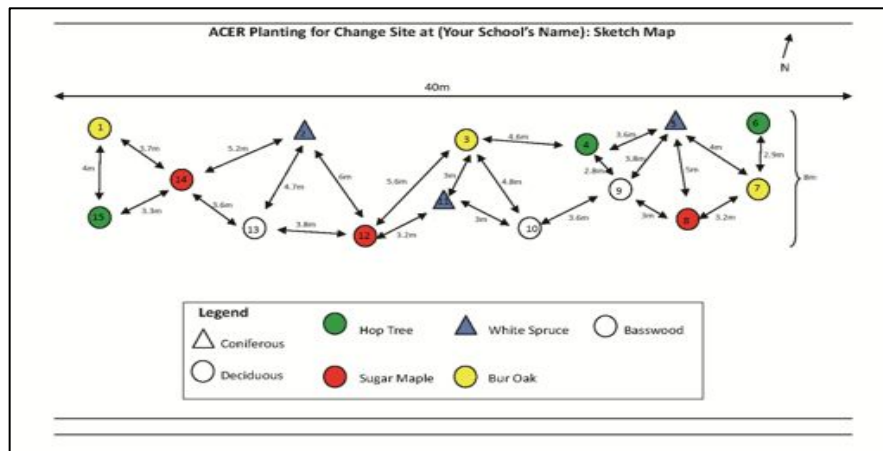 ACER Planting for Change Site at (Your School's Name): Sketch Map
N
40m
1
3
4
6
4.6m
3.6m
5.2m
4m
4m
2.9m
8m
3m
5.6m
2.8m
3.8m
14
9
7
4.7m
6m
4.8m
5m
15
3.3m
3.6m
3.2m
3m
3.6m
3m
8
3.2m
13
3.8m
12
10
Legend
Coniferous
Hop Tree
White Spruce
Basswood
Deciduous
Sugar Maple
Bur Oak